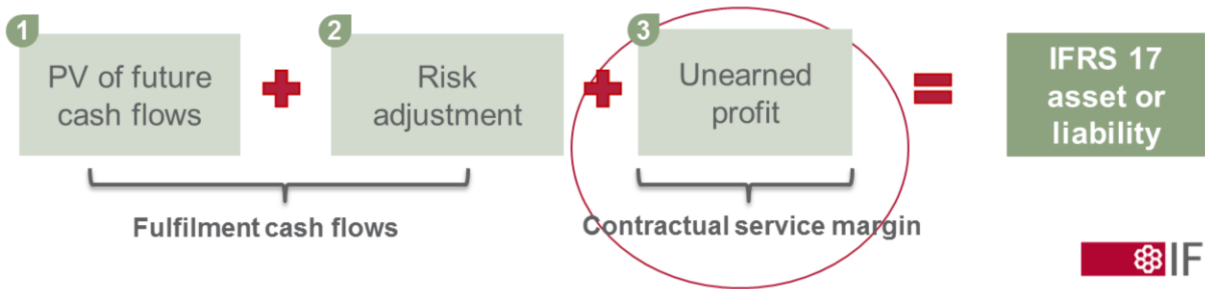 1
PV of future
cash flows
2
Risk
adjustment
3
Unearned
profit
IFRS 17
asset or
liability
Fulfilment cash flows
Contractual service margin
IF